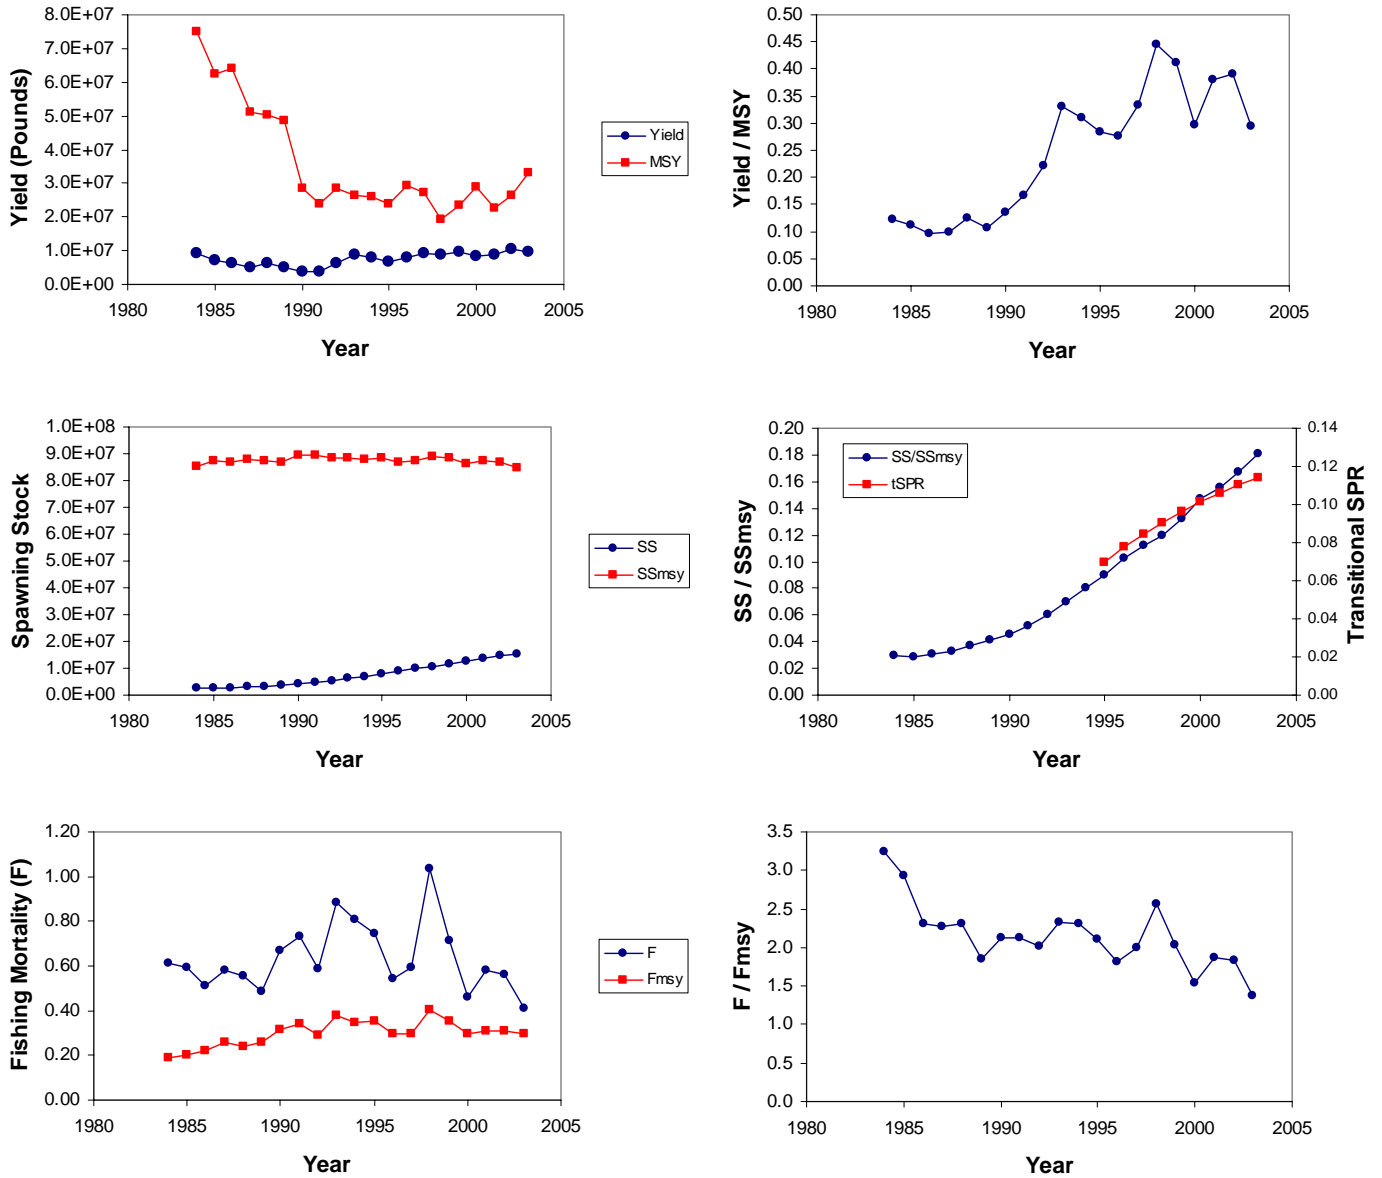 8.0E+07
7.0E+07
6.0E+07
5.0E+07
4.0E+07
3.0E+07
2.0E+07
1.0E+07
0.0E+00
1980 1985 1990 1995 2000 2005
Yield (Pounds)
Year
Yield
MSY
0.50
0.45
0.40
0.35
0.30
0.25
0.20
0.15
0.10
0.05
0.00
1980 1985 1990 1995 2000 2005
Yield / MSY
Year
1.0E+08
9.0E+07
8.0E+07
7.0E+07
6.0E+07
5.0E+07
4.0E+07
3.0E+07
2.0E+07
1.0E+07
0.0E+00
1980 1985 1990 1995 2000 2005
Spawning Stock
Year
SS
SSmsy
0.20
0.18
0.16
0.14
0.12
0.10
0.08
0.06
0.04
0.02
0.00
1980 1985 1990 1995 2000 2005
SS / SSmsy
Year
SS/SSmsy
tSPR
0.14
0.12
0.10
0.08
0.06
0.04
0.02
0.00
Transitional SPR
1.20
1.00
0.80
0.60
0.40
0.20
0.00
1980 1985 1990 1995 2000 2005
Fishing Mortality (F)
Year
F
Fmsy
3.5
3.0
2.5
2.0
1.5
1.0
0.5
0.0
1980 1985 1990 1995 2000 2005
F / Fmsy
Year